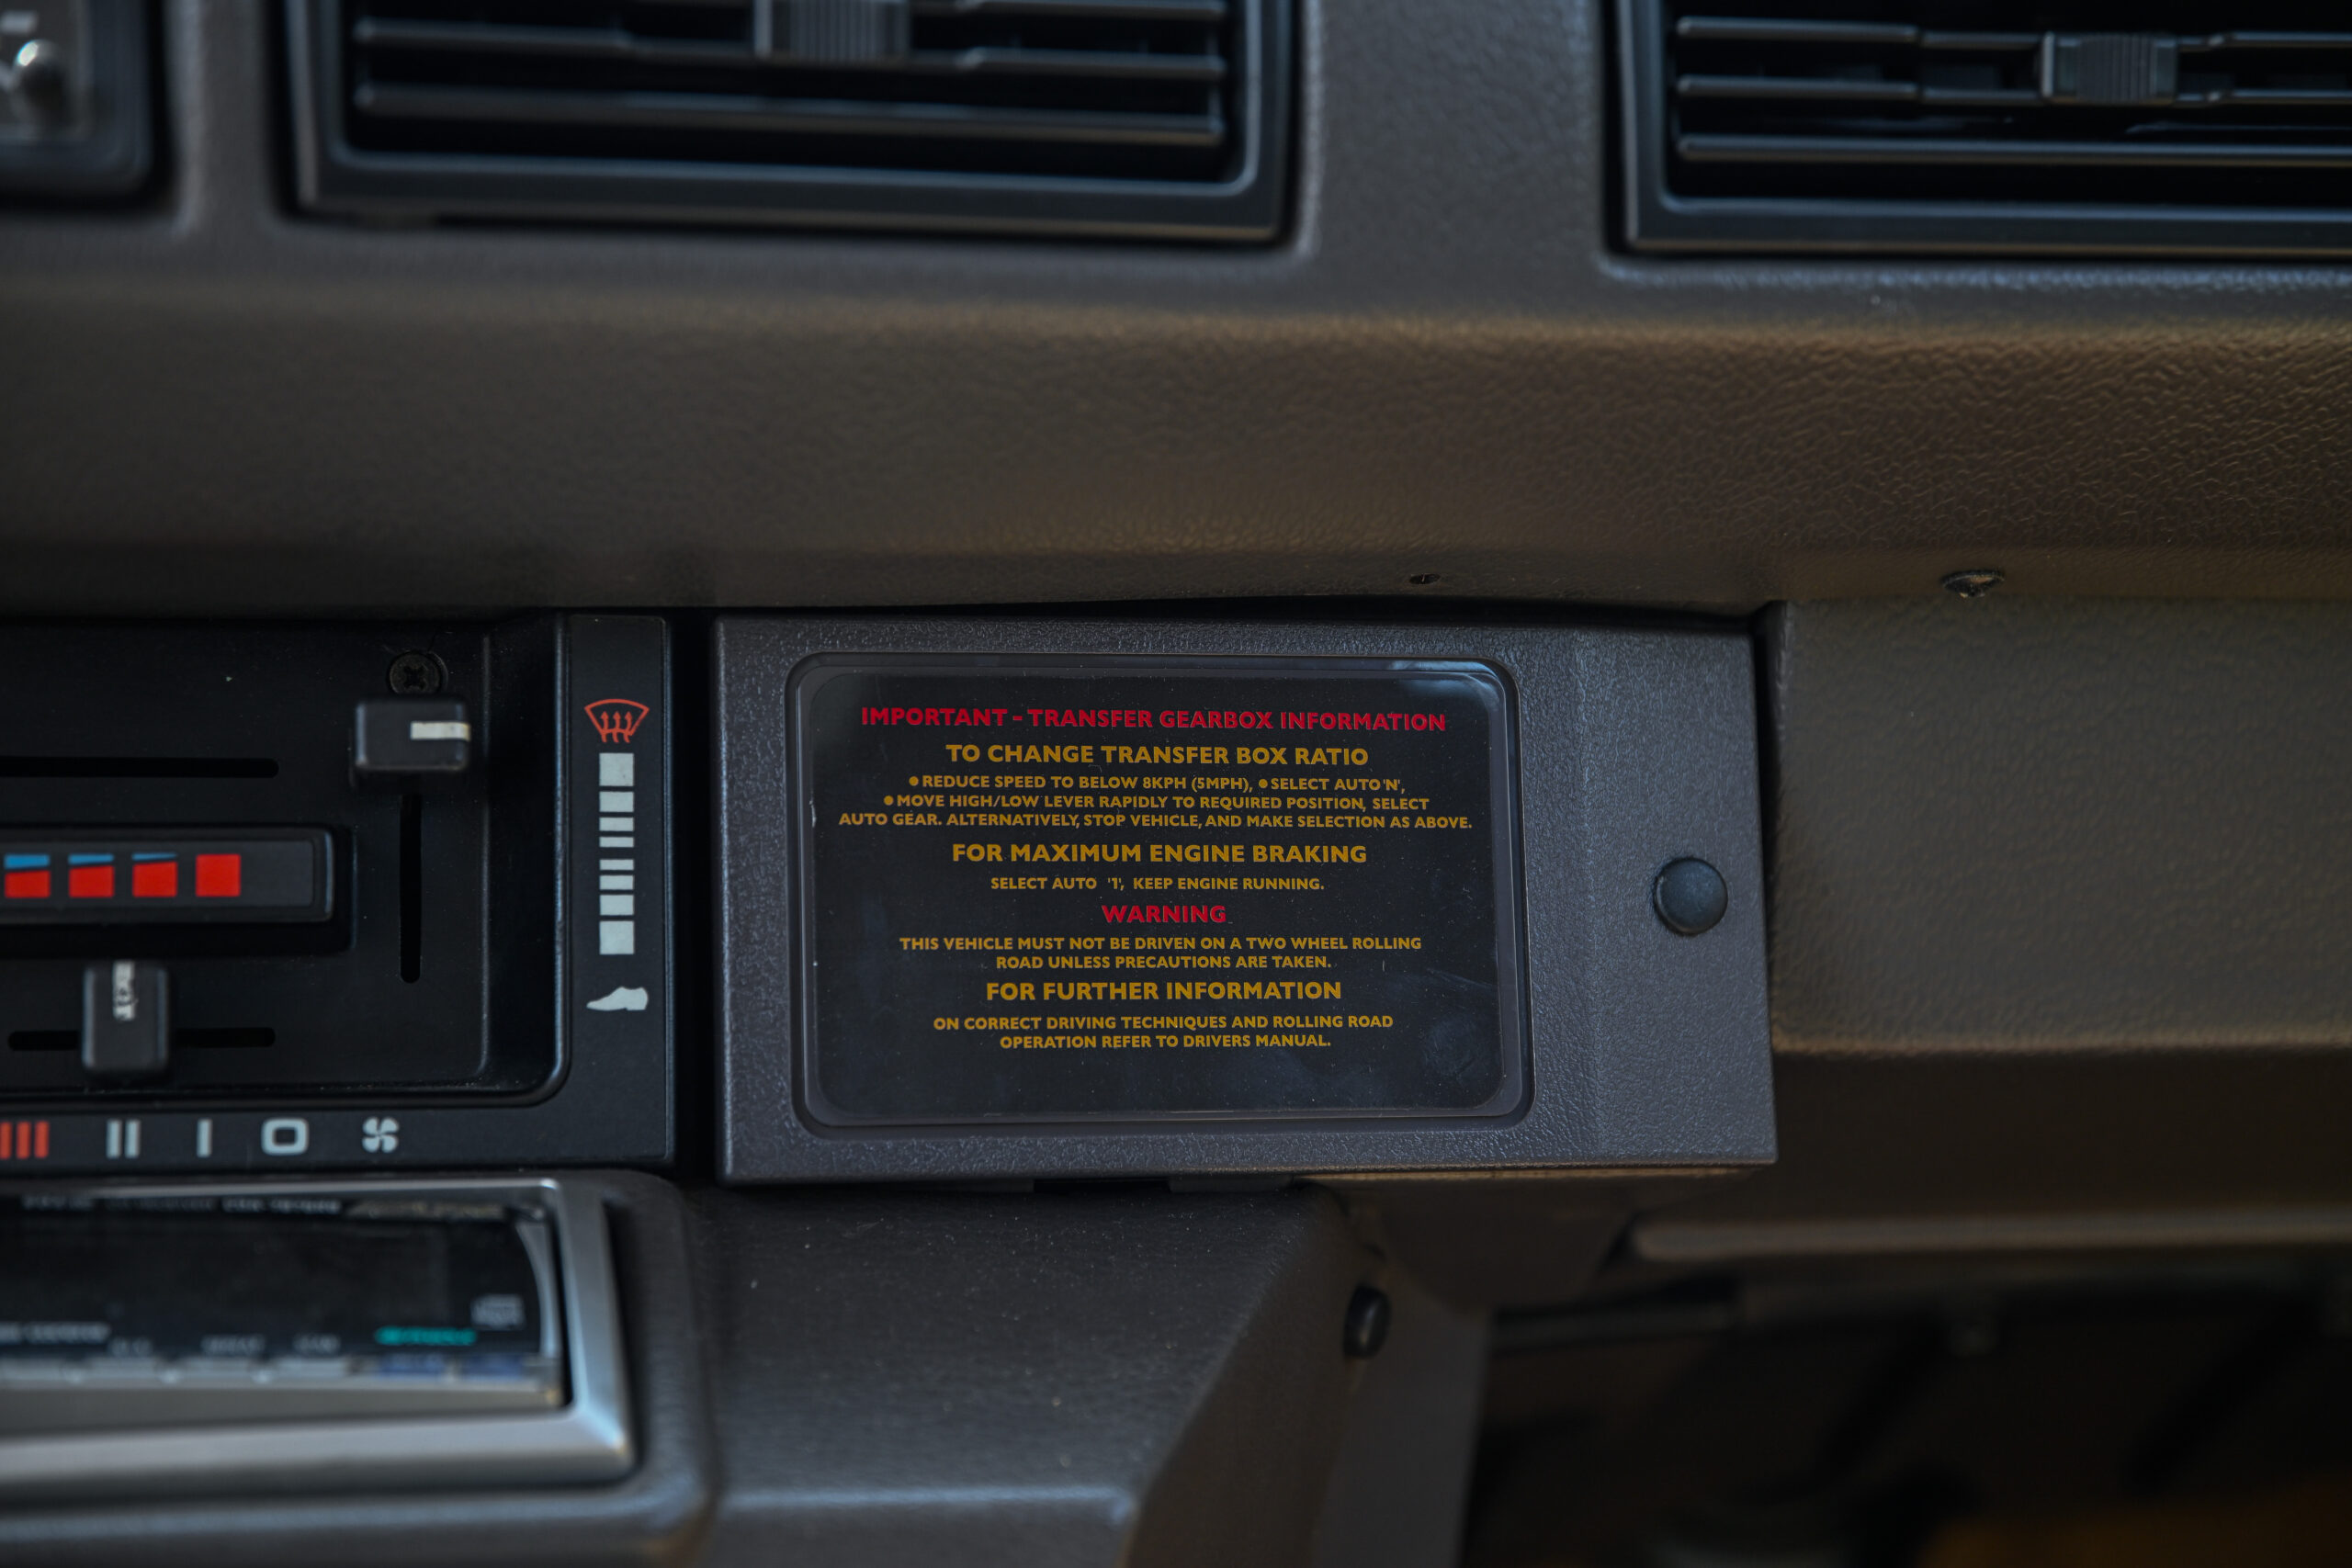 IMPORTANT - TRANSFER GEARBOX INFORMATION
TO CHANGE TRANSFER BOX RATIO
● REDUCE SPEED TO BELOW 8KPH (5MPH), ● SELECT AUTO 'N',
● MOVE HIGH/LOW LEVER RAPIDLY TO REQUIRED POSITION, SELECT
AUTO GEAR. ALTERNATIVELY, STOP VEHICLE, AND MAKE SELECTION AS ABOVE.
FOR MAXIMUM ENGINE BRAKING
SELECT AUTO '1', KEEP ENGINE RUNNING.
WARNING
THIS VEHICLE MUST NOT BE DRIVEN ON A TWO WHEEL ROLLING
ROAD UNLESS PRECAUTIONS ARE TAKEN.
FOR FURTHER INFORMATION
ON CORRECT DRIVING TECHNIQUES AND ROLLING ROAD
OPERATION REFER TO DRIVERS MANUAL.
III II I O